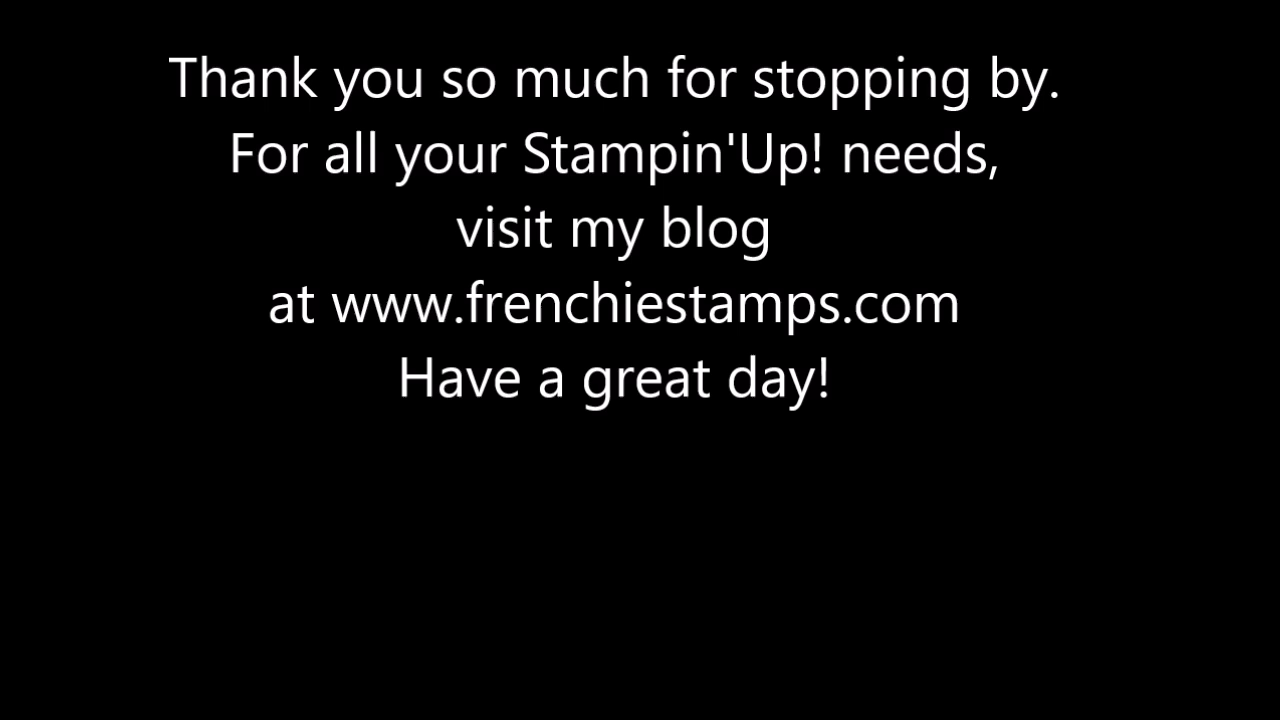 Thank you so much for stopping by.
For all your Stampin'Up! needs,
visit my blog
at www.frenchiestamps.com
Have a great day!